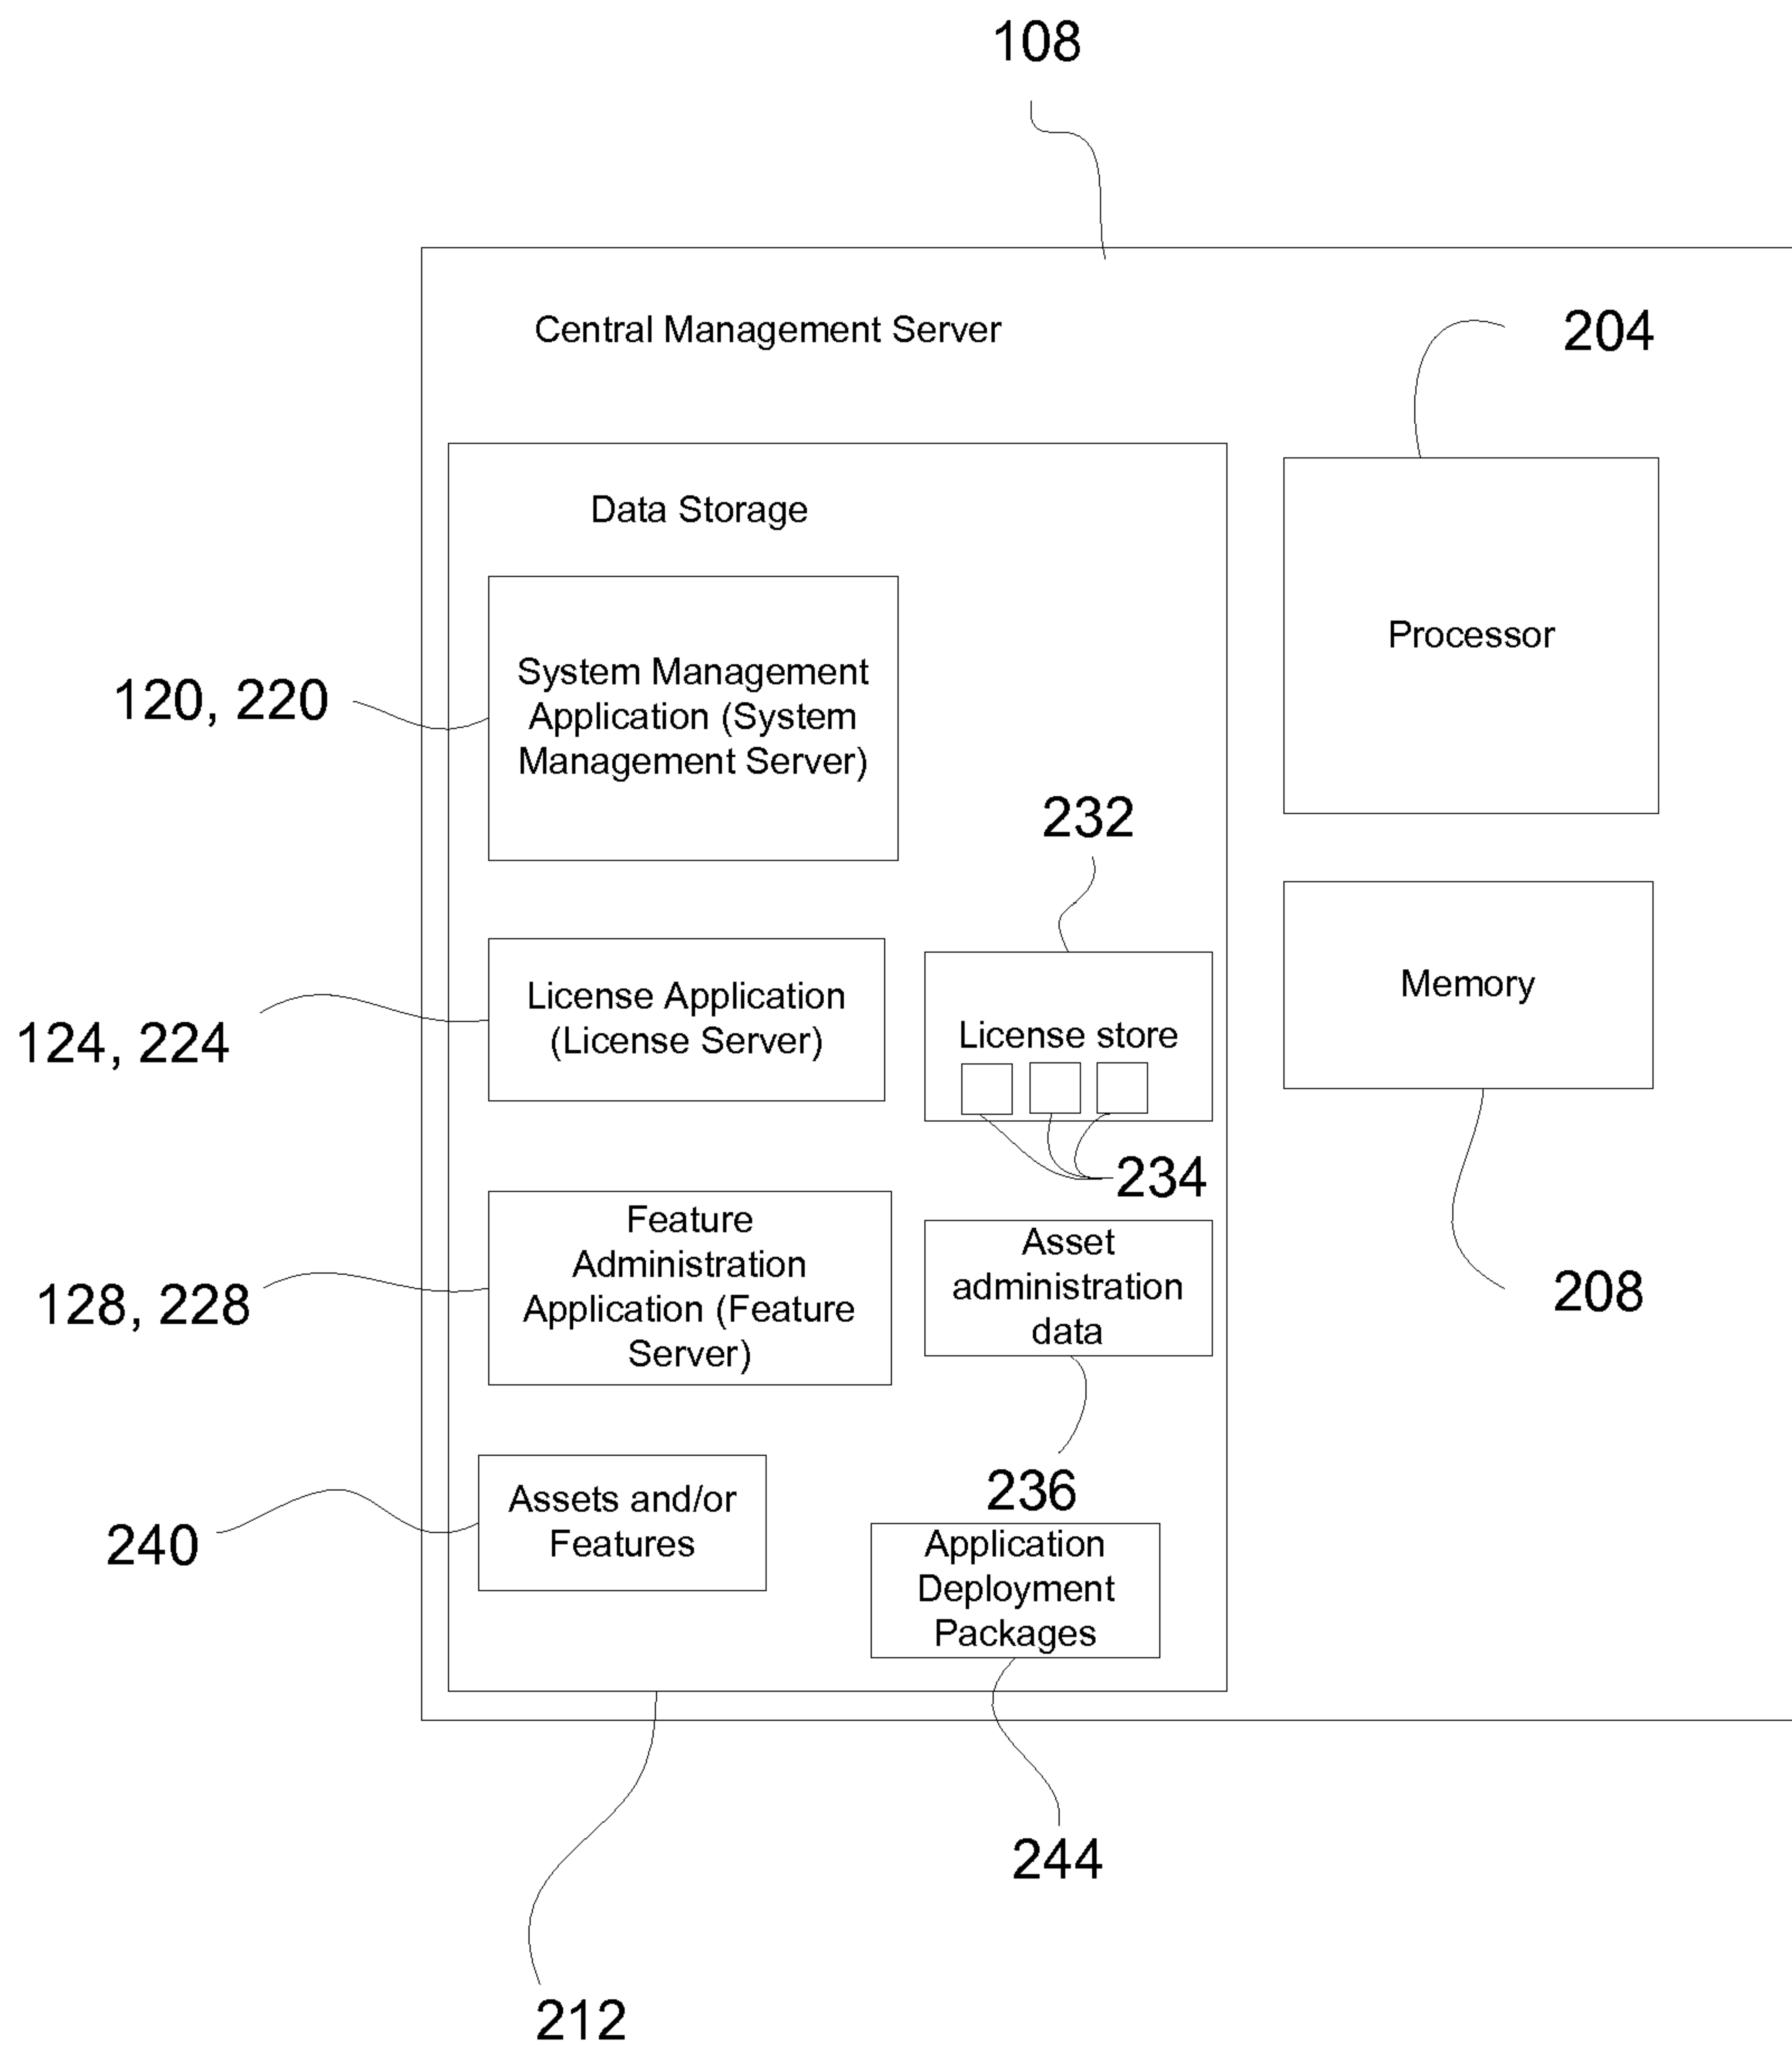 108
Central Management Server
204
Data Storage
Processor
System Management
Application (System
Management Server)
120, 220
232
License Application
(License Server)
124, 224
License store
Memory
234
Feature
Administration
Application (Feature
Server)
128, 228
Asset
administration
data
208
236
Assets and/or
Features
240
Application
Deployment
Packages
244
212